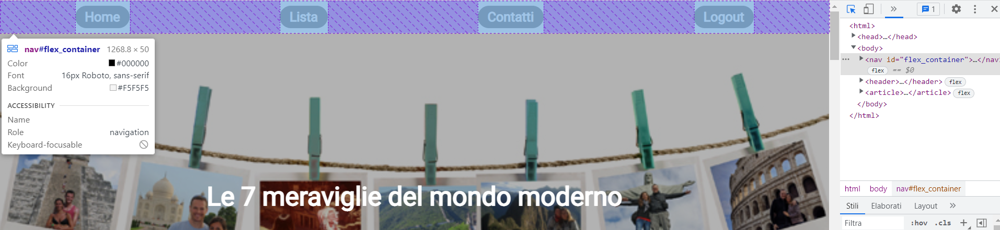 Home Lista Contatti Logout
nav#flex_container 1268.8 × 50
Color #000000
Font 16px Roboto, sans-serif
Background #F5F5F5
ACCESSIBILITY
Name
Role navigation
Keyboard-focusable
Le 7 meraviglie del mondo moderno
» 1
<html>
<head>…</head>
<body>
<nav id="flex_container">…</nav
flex == $0
<header>…</header> flex
<article>…</article> flex
</body>
</html>
html body nav#flex_container
Stili Elaborati Layout »
Filtra :hov .cls +